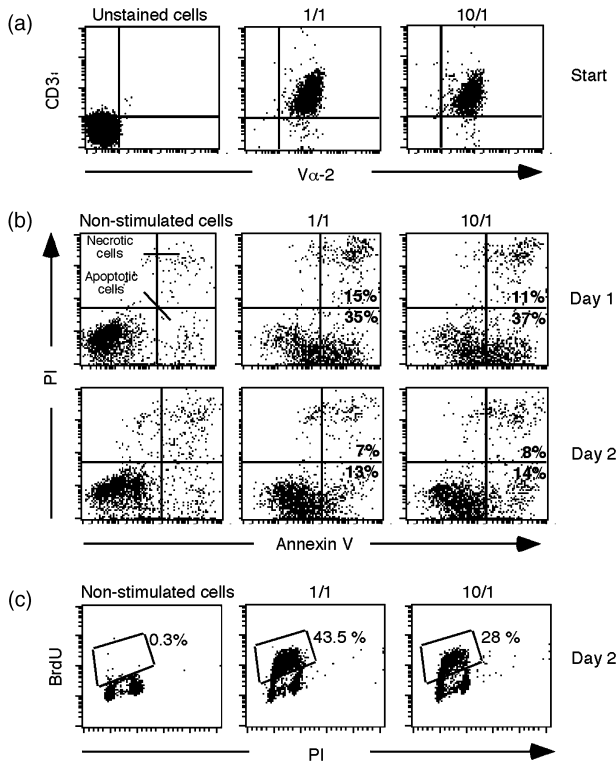 (a)
Unstained cells 1/1 10/1
CD3
Start
Vα-2
(b)
Non-stimulated cells 1/1 10/1
Necrotic
cells
Apoptotic
cells
15% 11%
35% 37%
Day 1
PI
7% 8%
13% 14%
Day 2
Annexin V
(c)
Non-stimulated cells 1/1 10/1
0.3% 43.5 % 28 %
BrdU
Day 2
PI